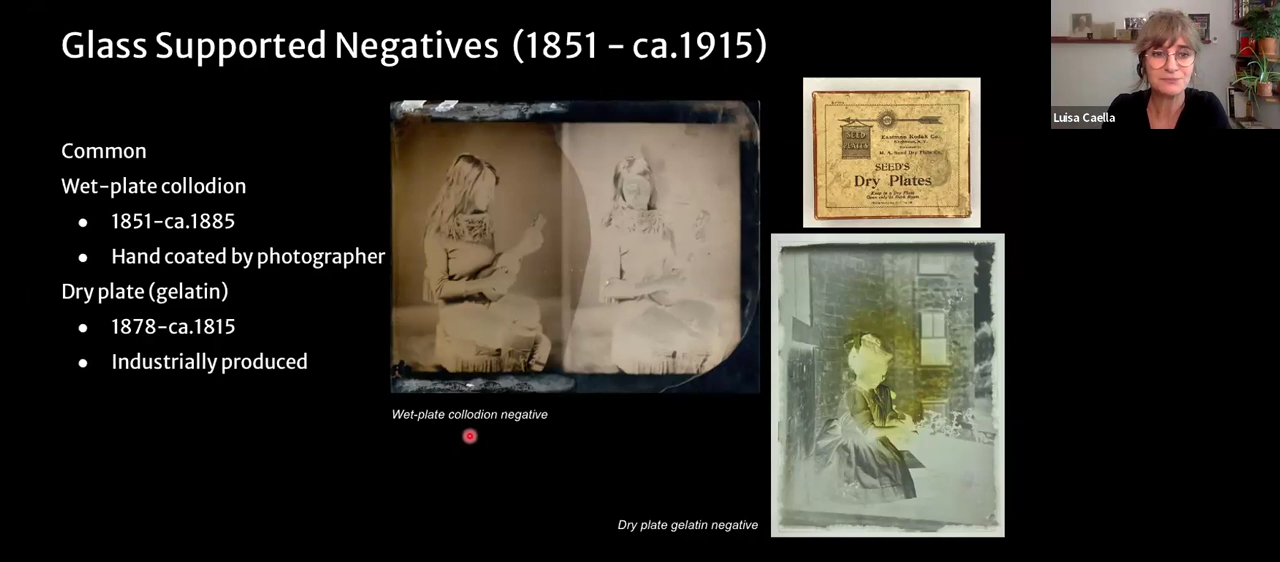 Glass Supported Negatives (1851 - ca.1915)
Common
Wet-plate collodion
• 1851-ca.1885
• Hand coated by photographer
Dry plate (gelatin)
• 1878-ca.1815
• Industrially produced
Wet-plate collodion negative
Dry plate gelatin negative
SEED
PLATES
Eastman Kodak Co.
SEED'S
Dry Plates
Luisa Caella